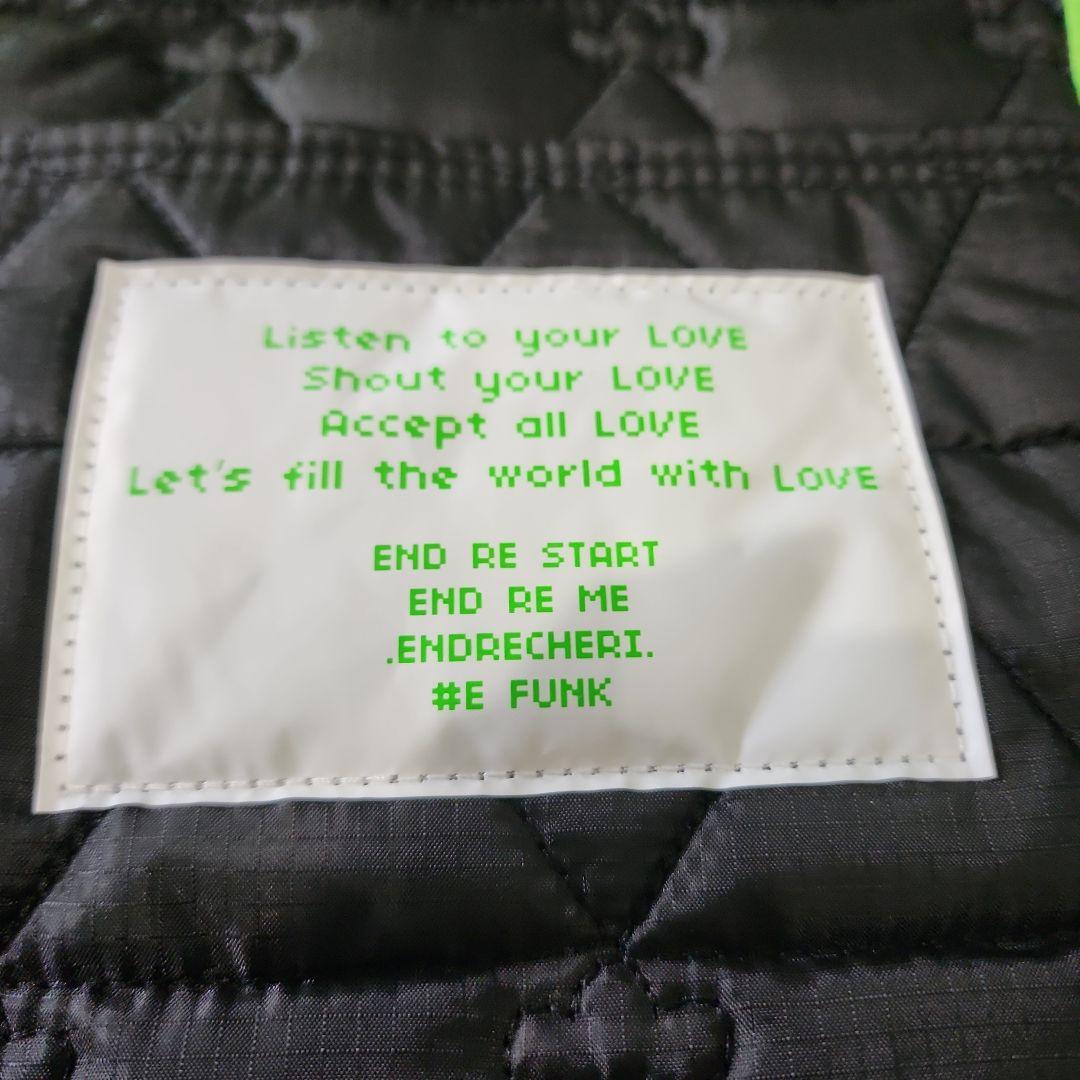 Listen to your LOVE
Shout your LOVE
Accept all LOVE
Let's fill the world with LOVE
END RE START
END RE ME
.ENDRECHERI.
#E FUNK